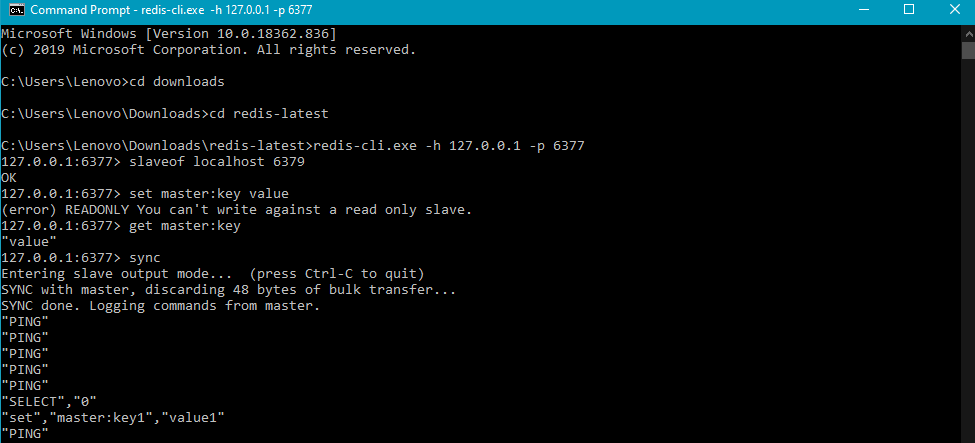 Command Prompt - redis-cli.exe -h 127.0.0.1 -p 6377
Microsoft Windows [Version 10.0.18362.836]
(c) 2019 Microsoft Corporation. All rights reserved.
C:\Users\Lenovo>cd downloads
C:\Users\Lenovo\Downloads>cd redis-latest
C:\Users\Lenovo\Downloads\redis-latest>redis-cli.exe -h 127.0.0.1 -p 6377
127.0.0.1:6377> slaveof localhost 6379
OK
127.0.0.1:6377> set master:key value
(error) READONLY You can't write against a read only slave.
127.0.0.1:6377> get master:key
"value"
127.0.0.1:6377> sync
Entering slave output mode...  (press Ctrl-C to quit)
SYNC with master, discarding 48 bytes of bulk transfer...
SYNC done. Logging commands from master.
"PING"
"PING"
"PING"
"PING"
"PING"
"SELECT","0"
"set","master:key1","value1"
"PING"